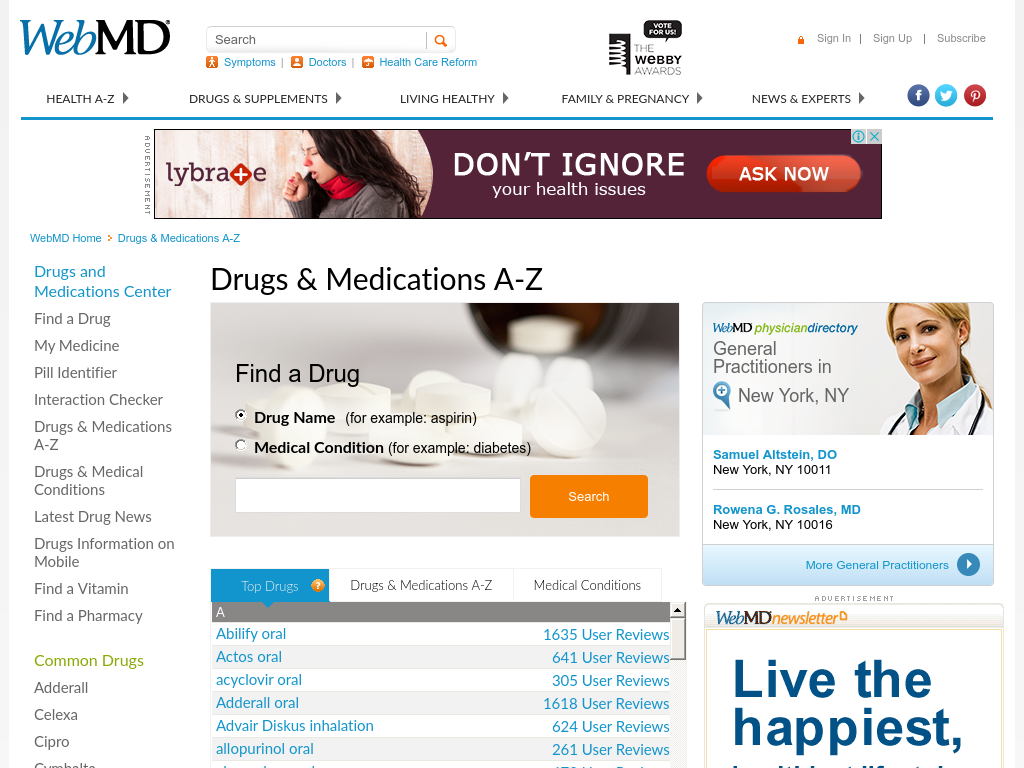 WebMD
Search
Symptoms | Doctors | Health Care Reform
VOTE FOR US!
THE WEBBY AWARDS
Sign In | Sign Up | Subscribe
HEALTH A-Z
DRUGS & SUPPLEMENTS
LIVING HEALTHY
FAMILY & PREGNANCY
NEWS & EXPERTS
ADVERTISEMENT
lybrate
DON'T IGNORE
your health issues
ASK NOW
WebMD Home
Drugs & Medications A-Z
Drugs and
Medications Center
Find a Drug
My Medicine
Pill Identifier
Interaction Checker
Drugs & Medications
A-Z
Drugs & Medical
Conditions
Latest Drug News
Drugs Information on
Mobile
Find a Vitamin
Find a Pharmacy
Common Drugs
Adderall
Celexa
Cipro
Cymbalta
Drugs & Medications A-Z
Find a Drug
Drug Name (for example: aspirin)
Medical Condition (for example: diabetes)
Search
Top Drugs ?
Drugs & Medications A-Z
Medical Conditions
A
Abilify oral 1635 User Reviews
Actos oral 641 User Reviews
acyclovir oral 305 User Reviews
Adderall oral 1618 User Reviews
Advair Diskus inhalation 624 User Reviews
allopurinol oral 261 User Reviews
WebMD physiciandirectory
General
Practitioners in
New York, NY
Samuel Altstein, DO
New York, NY 10011
Rowena G. Rosales, MD
New York, NY 10016
More General Practitioners
ADVERTISEMENT
WebMD newsletter
Live the
happiest,